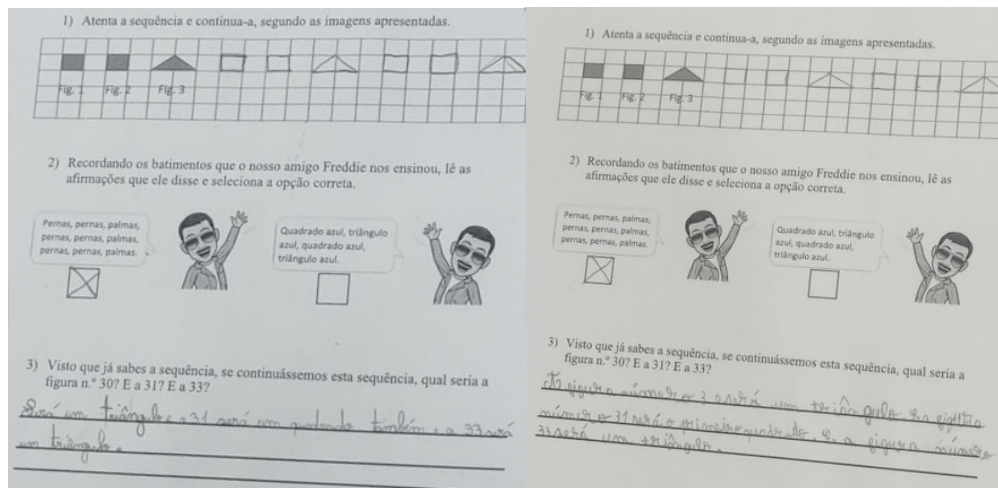 1) Atenta a sequência e continua-a, segundo as imagens apresentadas.
Fig. 1 Fig. 2 Fig. 3
2) Recordando os batimentos que o nosso amigo Freddie nos ensinou, lê as
afirmações que ele disse e seleciona a opção correta.
Pernas, pernas, palmas,
pernas, pernas, palmas,
pernas, pernas, palmas.
Quadrado azul, triângulo
azul, quadrado azul,
triângulo azul.
3) Visto que já sabes a sequência, se continuássemos esta sequência, qual seria a
figura n.º 30? E a 31? E a 33?
Será um triângulo e a 31 será um quadrado também e a 33 será
um triângulo.
1) Atenta a sequência e continua-a, segundo as imagens apresentadas.
Fig. 1 Fig. 2 Fig. 3
2) Recordando os batimentos que o nosso amigo Freddie nos ensinou, lê as
afirmações que ele disse e seleciona a opção correta.
Pernas, pernas, palmas,
pernas, pernas, palmas,
pernas, pernas, palmas.
Quadrado azul, triângulo
azul, quadrado azul,
triângulo azul.
3) Visto que já sabes a sequência, se continuássemos esta sequência, qual seria a
figura n.º 30? E a 31? E a 33?
A figura número será um triângulo
número 31 será o primeiro quadrado, e a figura número
33 será um triângulo.